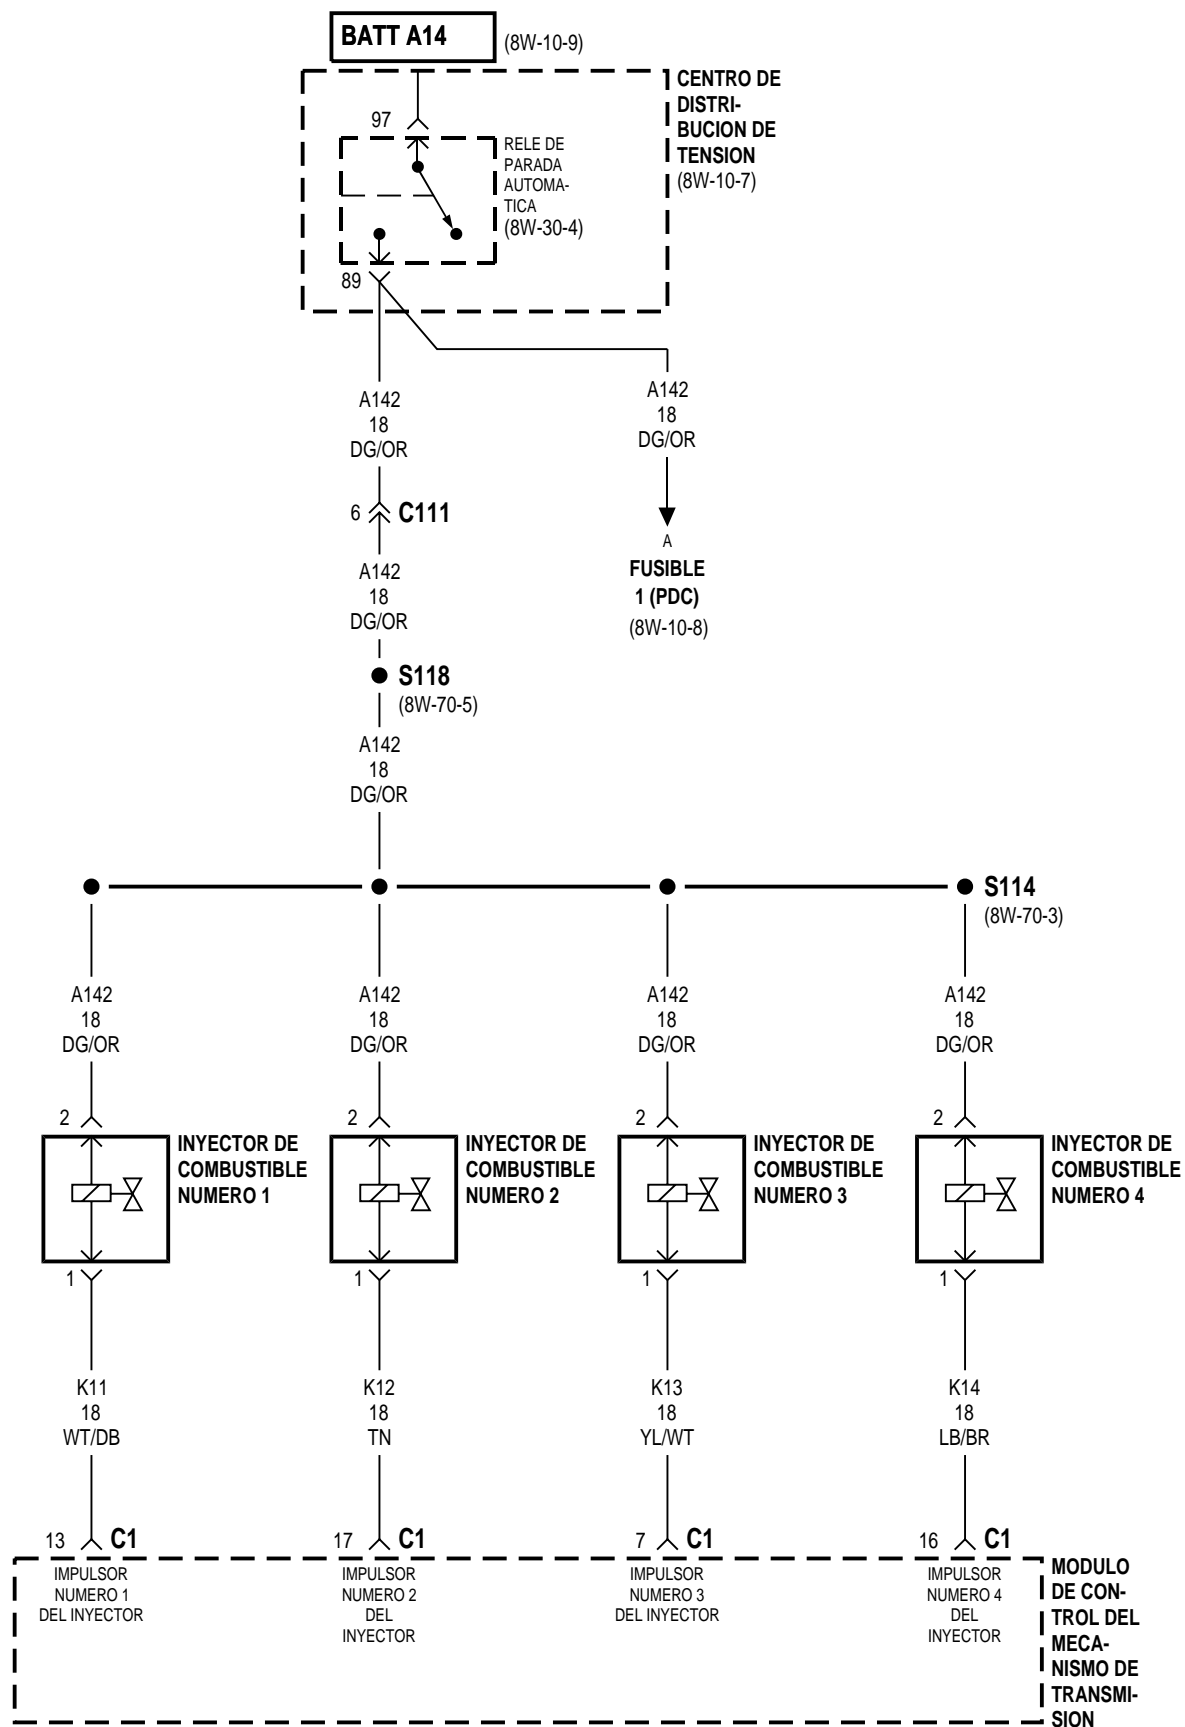 BATT A14
(8W-10-9)
CENTRO DE
DISTRI-
BUCION DE
TENSION
(8W-10-7)
97
RELE DE
PARADA
AUTOMA-
TICA
(8W-30-4)
89
A142
18
DG/OR
A142
18
DG/OR
6
C111
A
FUSIBLE
1 (PDC)
(8W-10-8)
A142
18
DG/OR
S118
(8W-70-5)
A142
18
DG/OR
S114
(8W-70-3)
A142
18
DG/OR
A142
18
DG/OR
A142
18
DG/OR
A142
18
DG/OR
2
INYECTOR DE
COMBUSTIBLE
NUMERO 1
1
2
INYECTOR DE
COMBUSTIBLE
NUMERO 2
1
2
INYECTOR DE
COMBUSTIBLE
NUMERO 3
1
2
INYECTOR DE
COMBUSTIBLE
NUMERO 4
1
K11
18
WT/DB
K12
18
TN
K13
18
YL/WT
K14
18
LB/BR
13
C1
17
C1
7
C1
16
C1
IMPULSOR
NUMERO 1
DEL INYECTOR
IMPULSOR
NUMERO 2
DEL
INYECTOR
IMPULSOR
NUMERO 3
DEL INYECTOR
IMPULSOR
NUMERO 4
DEL
INYECTOR
MODULO
DE CON-
TROL DEL
MECA-
NISMO DE
TRANSMI-
SION